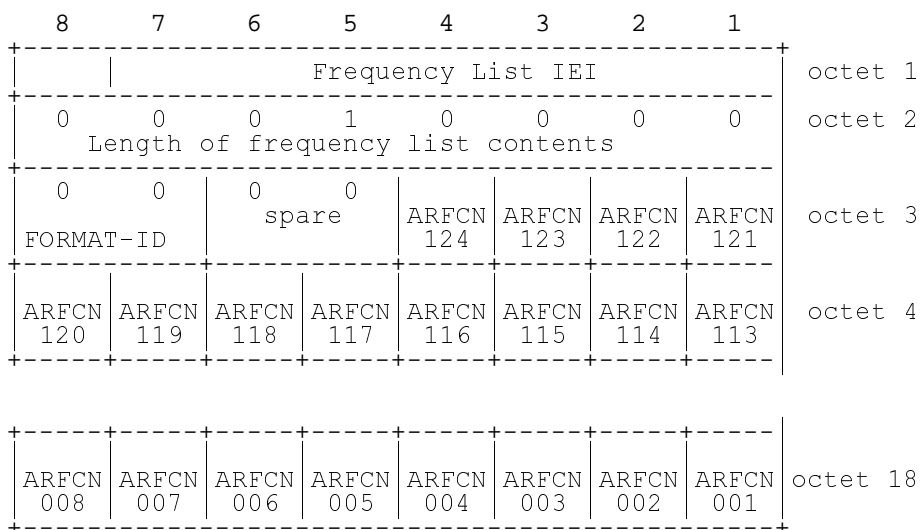 8 7 6 5 4 3 2 1
Frequency List IEI octet 1
0 0 0 1 0 0 0 0 octet 2
Length of frequency list contents
0 0 0 0
spare ARFCN ARFCN ARFCN ARFCN octet 3
FORMAT-ID 124 123 122 121
ARFCN ARFCN ARFCN ARFCN ARFCN ARFCN ARFCN ARFCN octet 4
120 119 118 117 116 115 114 113
ARFCN ARFCN ARFCN ARFCN ARFCN ARFCN ARFCN ARFCN octet 18
008 007 006 005 004 003 002 001